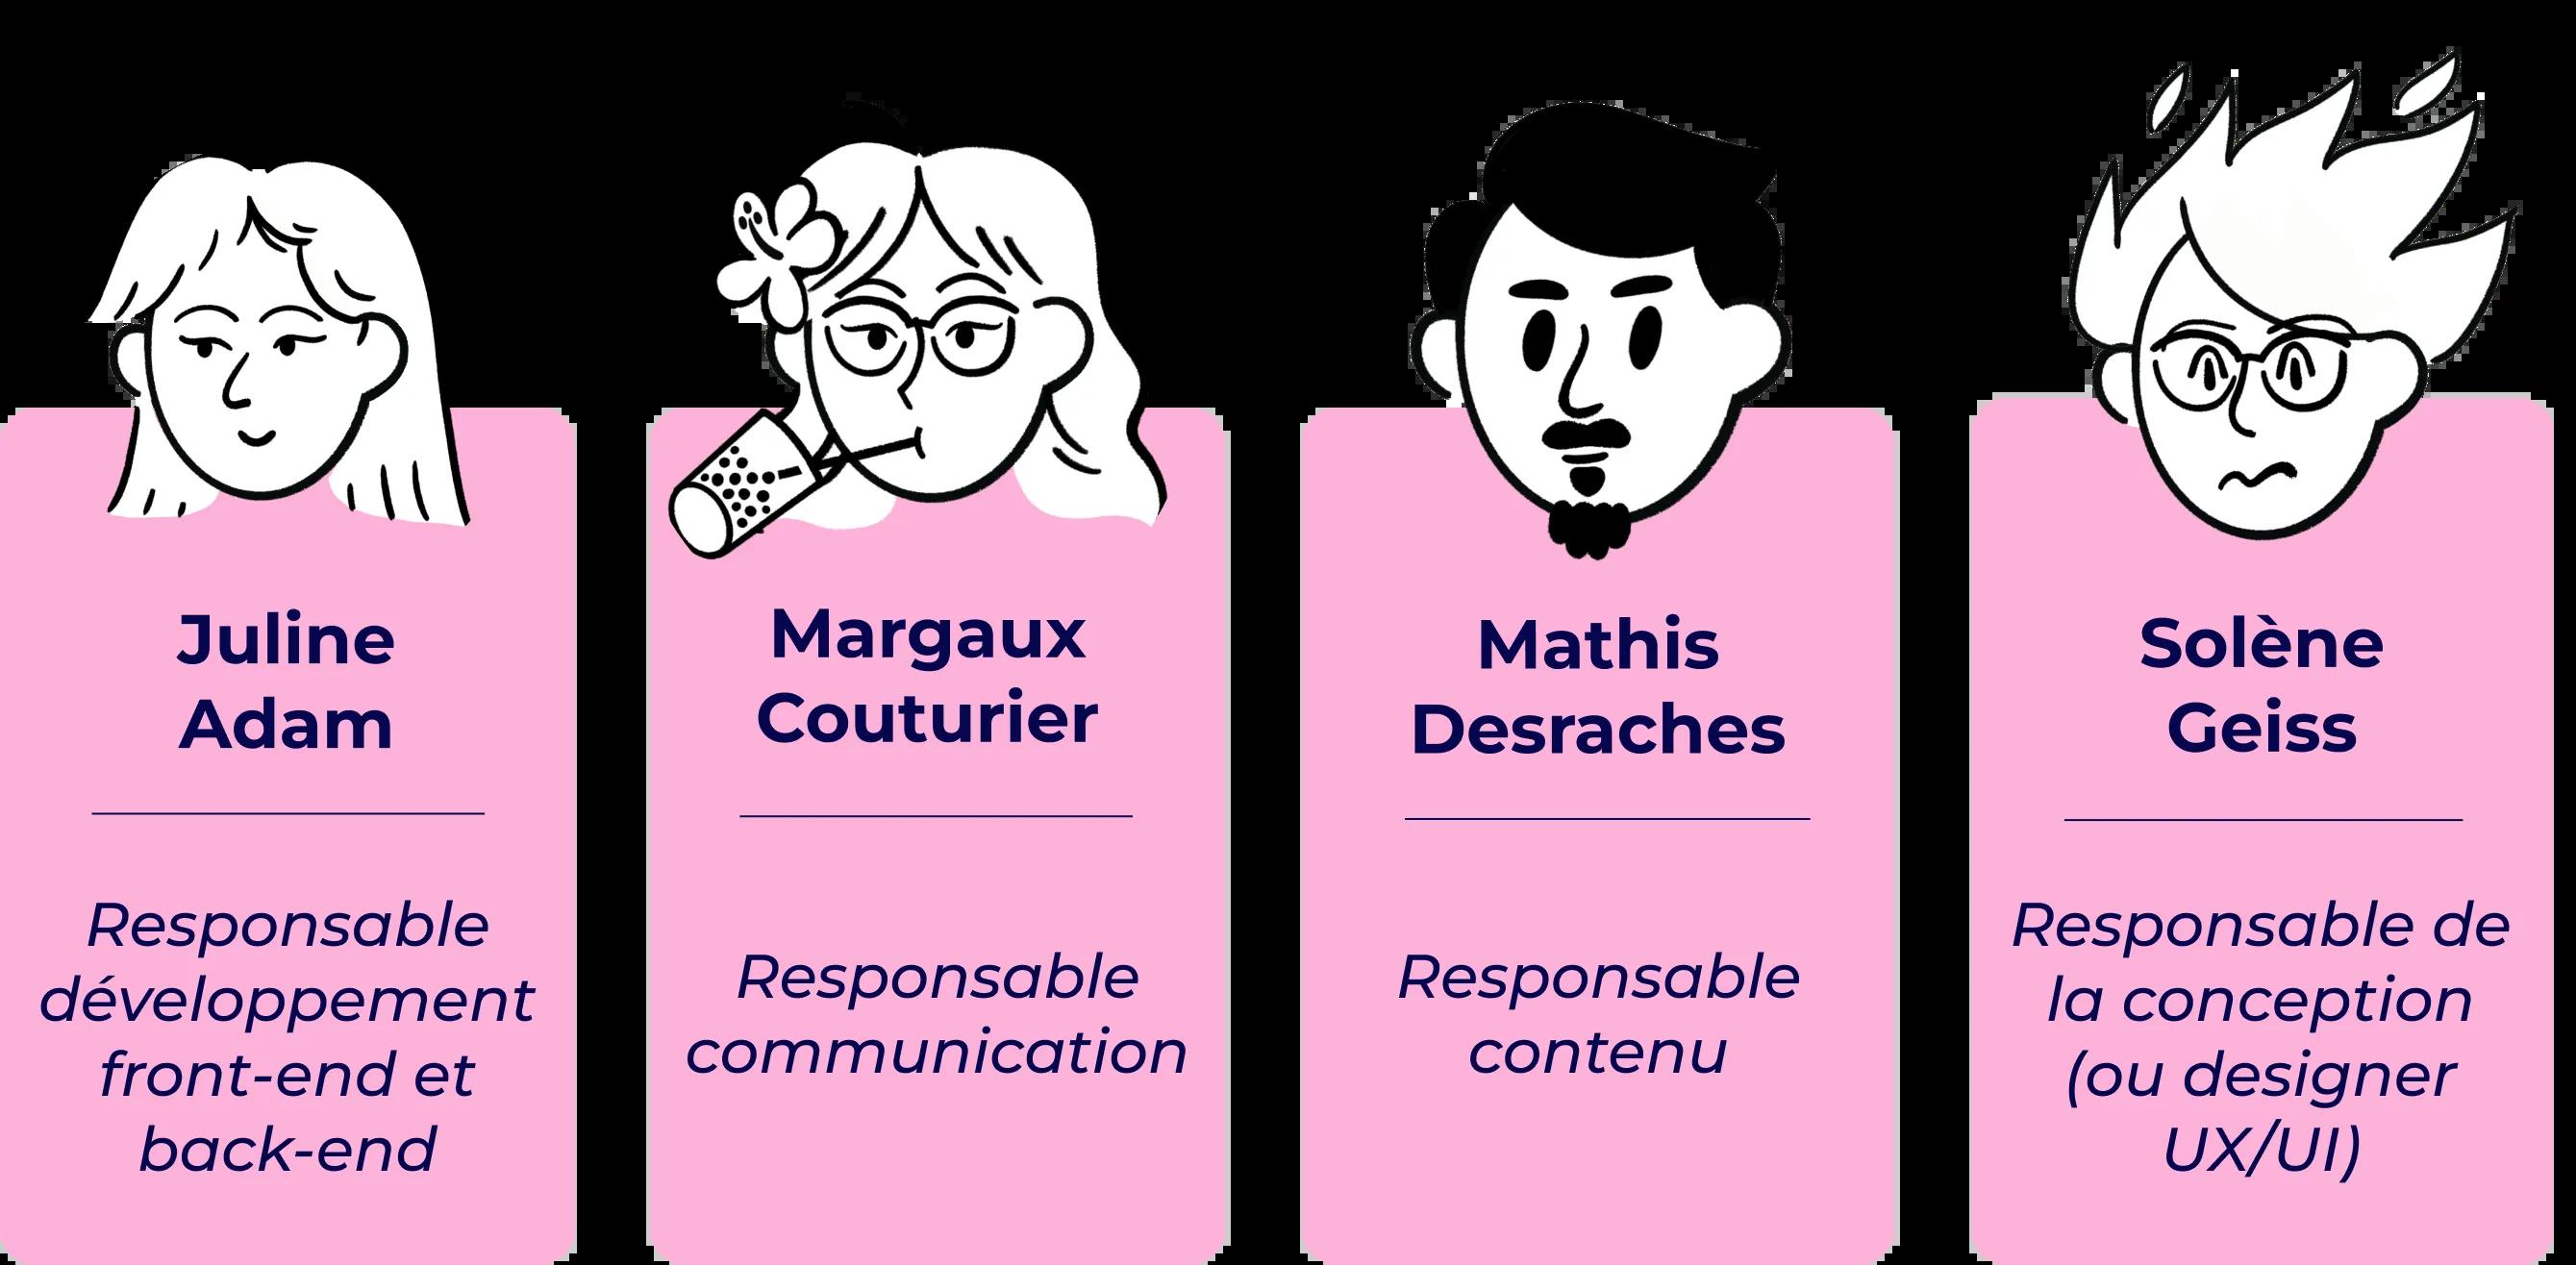 Juline
Adam
Responsable
développement
front-end et
back-end
Margaux
Couturier
Responsable
communication
Mathis
Desraches
Responsable
contenu
Solène
Geiss
Responsable de
la conception
(ou designer
UX/UI)